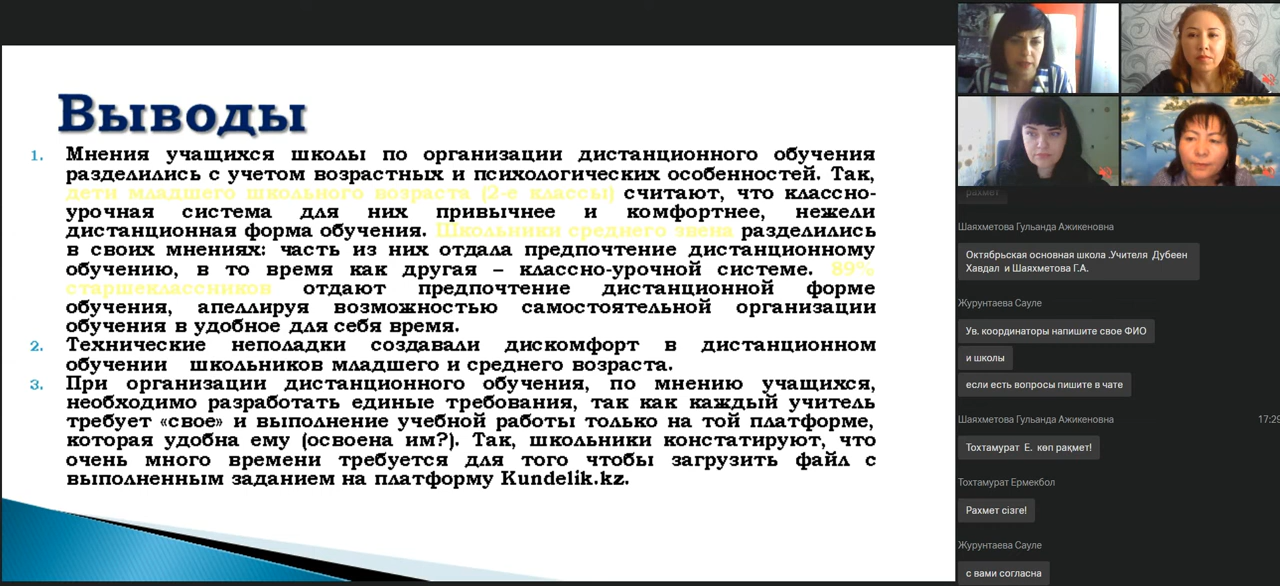 Выводы
1. Мнения учащихся школы по организации дистанционного обучения
разделились с учетом возрастных и психологических особенностей. Так,
дети младшего школьного возраста (2-е классы) считают, что классно-
урочная система для них привычнее и комфортнее, нежели
дистанционная форма обучения. Школьники среднего звена разделились
в своих мнениях: часть из них отдала предпочтение дистанционному
обучению, в то время как другая – классно-урочной системе. 89%
старшеклассников отдают предпочтение дистанционной форме
обучения, апеллируя возможностью самостоятельной организации
обучения в удобное для себя время.
2. Технические неполадки создавали дискомфорт в дистанционном
обучении школьников младшего и среднего возраста.
3. При организации дистанционного обучения, по мнению учащихся,
необходимо разработать единые требования, так как каждый учитель
требует «свое» и выполнение учебной работы только на той платформе,
которая удобна ему (освоена им?). Так, школьники констатируют, что
очень много времени требуется для того чтобы загрузить файл с
выполненным заданием на платформу Kundelik.kz.
рахмет
Шаяхметова Гульанда Ажикеновна
Октябрьская основная школа .Учителя Дубеен
Хавдал и Шаяхметова Г.А.
Журунтаева Сауле
Ув. координаторы напишите свое ФИО
и школы
если есть вопросы пишите в чате
Шаяхметова Гульанда Ажикеновна
17:29
Тохтамурат Е. көп рақмет!
Тохтамурат Ермекбол
Рахмет сізге!
Журунтаева Сауле
с вами согласна